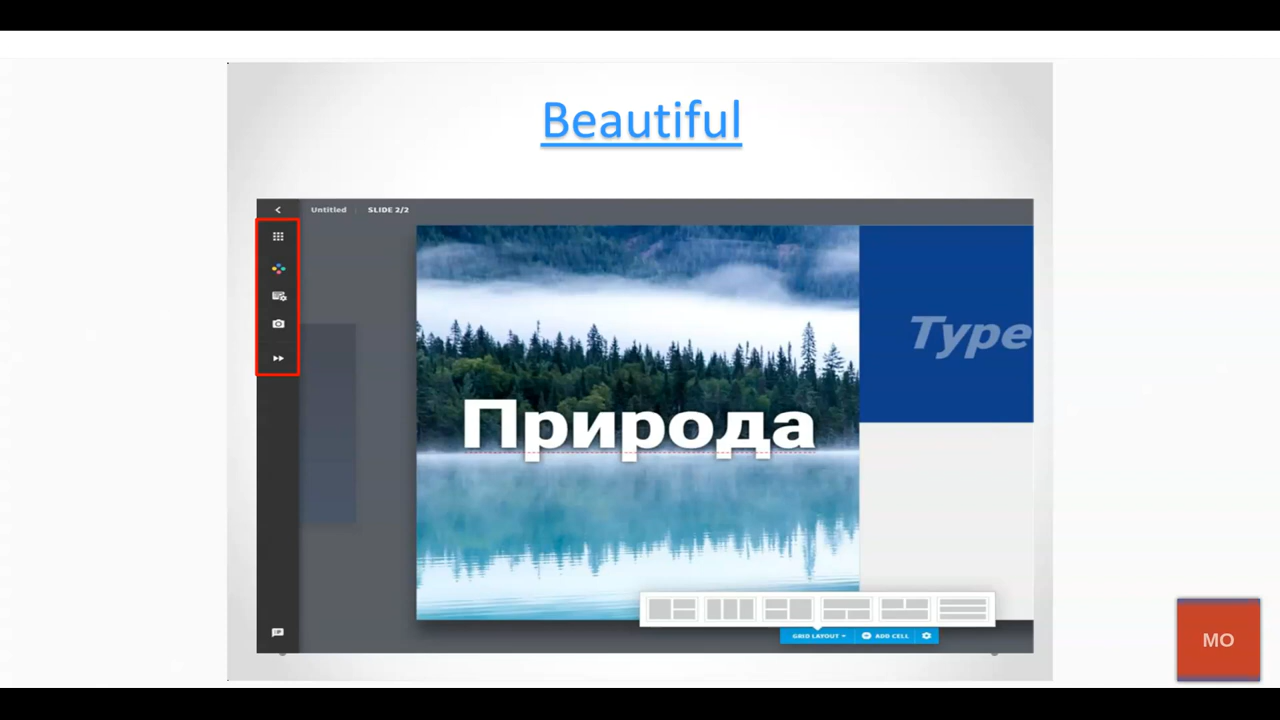 Beautiful
Untitled SLIDE 2/2
Type
Природа
GRID LAYOUT ADD CELL
MO